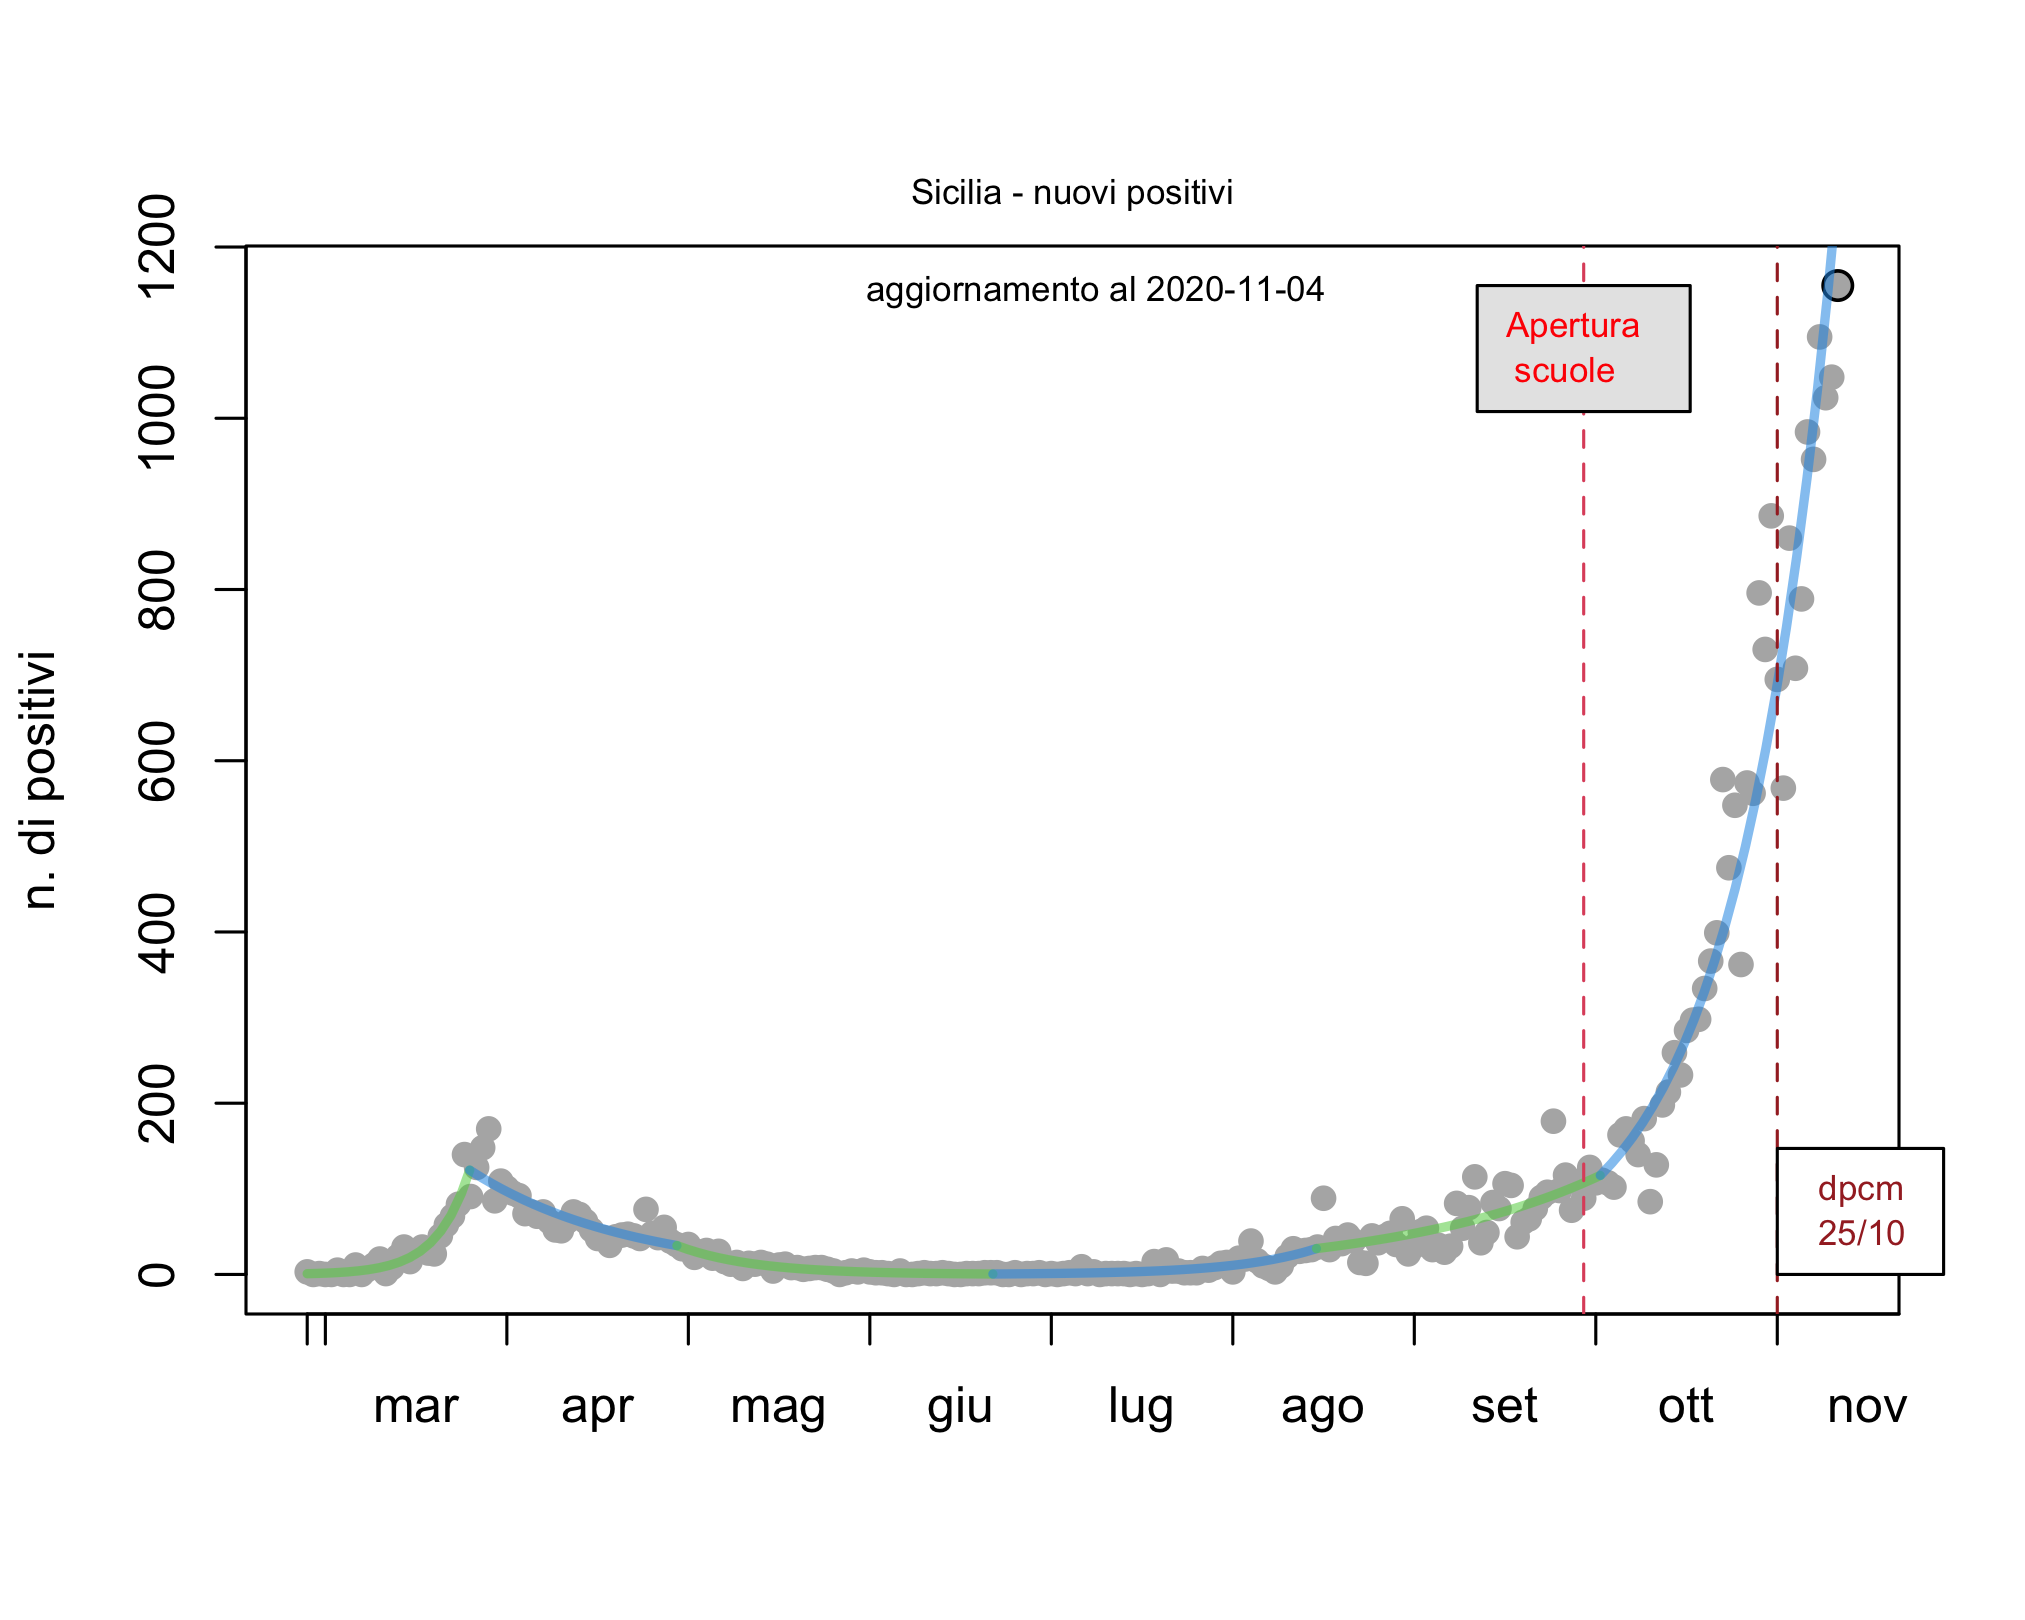 Sicilia - nuovi positivi
aggiornamento al 2020-11-04
n. di positivi
1200
1000
800
600
400
200
0
Apertura
scuole
dpcm
25/10
mar apr mag giu lug ago set ott nov